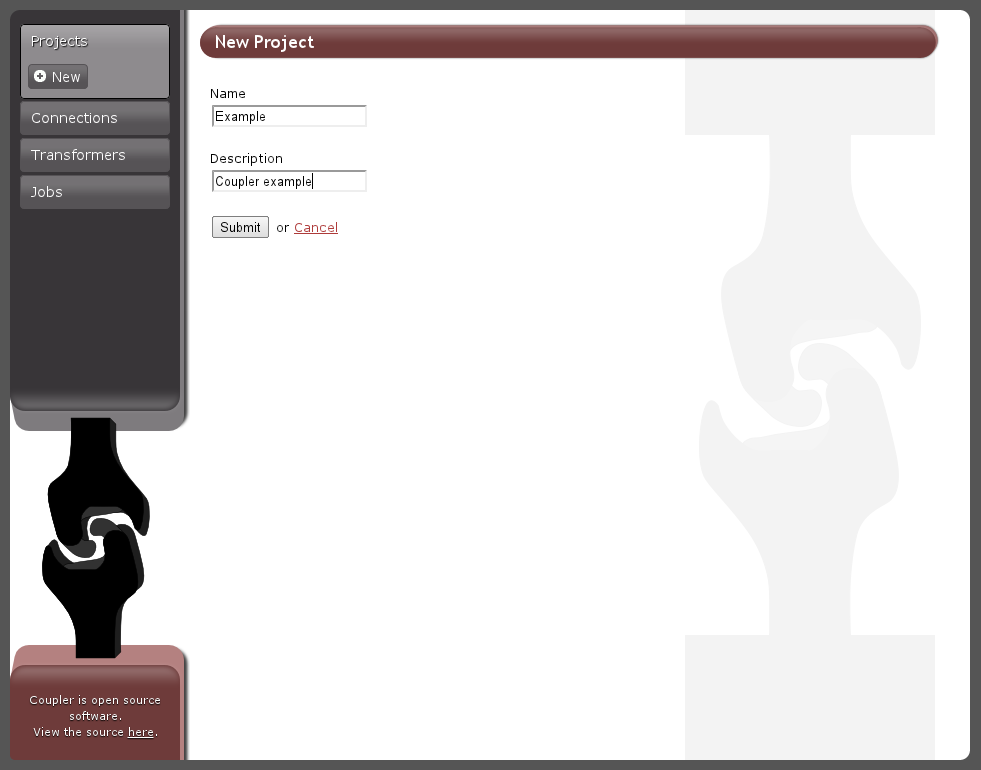 Projects
New
Connections
Transformers
Jobs
New Project
Name
Example
Description
Coupler example
Submit or Cancel
Coupler is open source
software.
View the source here.